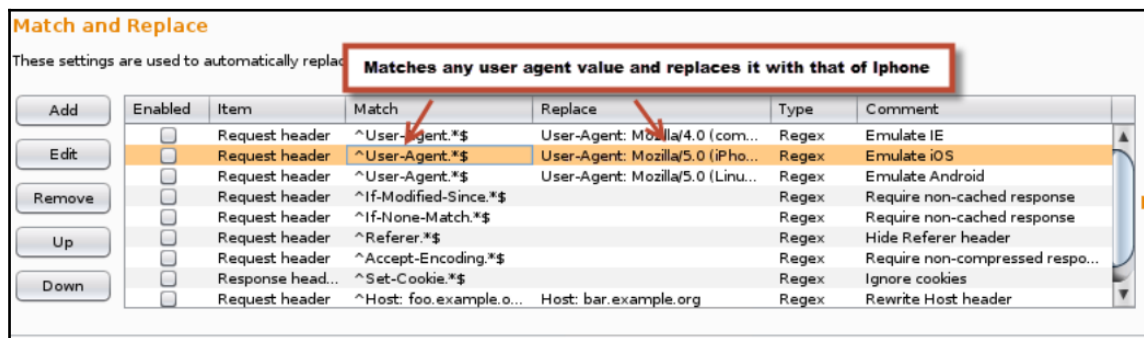 Match and Replace
These settings are used to automatically replac
Matches any user agent value and replaces it with that of Iphone
Add
Edit
Remove
Up
Down
Enabled Item Match Replace Type Comment
Request header ^User-Agent.*$ User-Agent: Mozilla/4.0 (com... Regex Emulate IE
Request header ^User-Agent.*$ User-Agent: Mozilla/5.0 (iPho... Regex Emulate iOS
Request header ^User-Agent.*$ User-Agent: Mozilla/5.0 (Linu... Regex Emulate Android
Request header ^If-Modified-Since.*$ Regex Require non-cached response
Request header ^If-None-Match.*$ Regex Require non-cached response
Request header ^Referer.*$ Regex Hide Referer header
Request header ^Accept-Encoding.*$ Regex Require non-compressed respo...
Response head... ^Set-Cookie.*$ Regex Ignore cookies
Request header ^Host: foo.example.o... Host: bar.example.org Regex Rewrite Host header